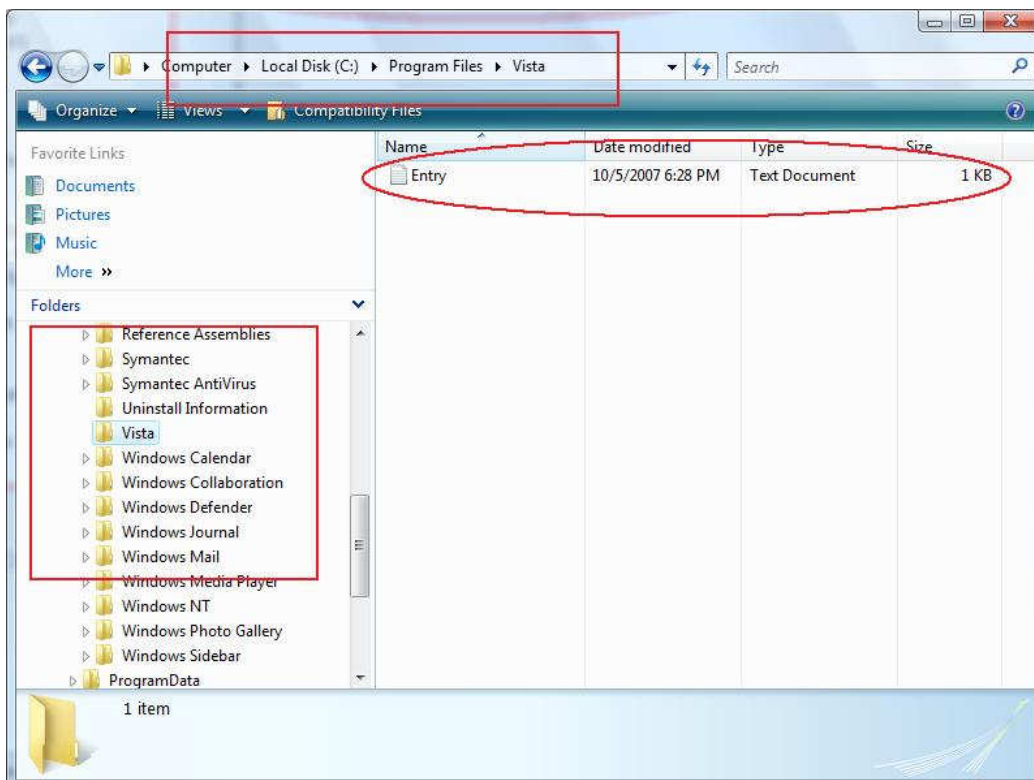 Computer Local Disk (C:) Program Files Vista Search
Organize Views Compatibility Files
Favorite Links
Documents
Pictures
Music
More »
Folders
Reference Assemblies
Symantec
Symantec AntiVirus
Uninstall Information
Vista
Windows Calendar
Windows Collaboration
Windows Defender
Windows Journal
Windows Mail
Windows Media Player
Windows NT
Windows Photo Gallery
Windows Sidebar
ProgramData
Name Date modified Type Size
Entry 10/5/2007 6:28 PM Text Document 1 KB
1 item